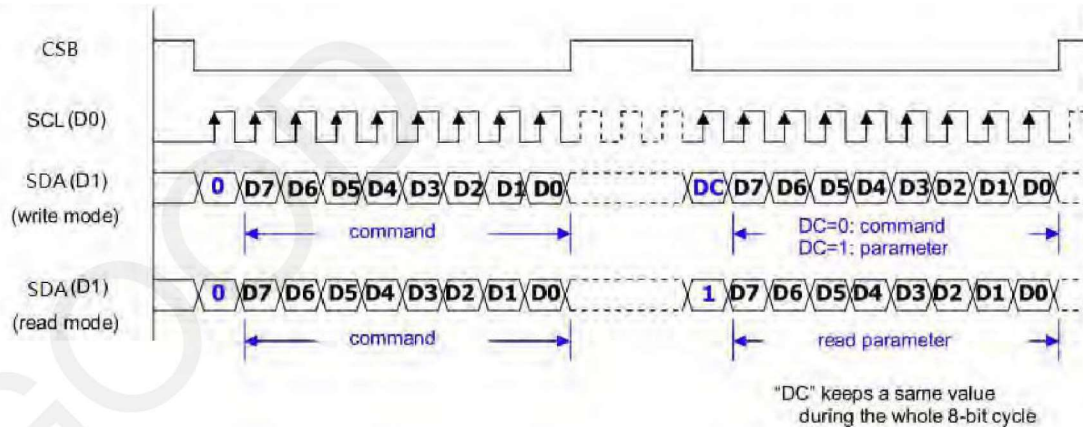 CSB
SCL(D0)
SDA(D1)
(write mode)
0 D7 D6 D5 D4 D3 D2 D1 D0
DC D7 D6 D5 D4 D3 D2 D1 D0
command
DC=0: command
DC=1: parameter
SDA(D1)
(read mode)
0 D7 D6 D5 D4 D3 D2 D1 D0
1 D7 D6 D5 D4 D3 D2 D1 D0
command
read parameter
"DC" keeps a same value
during the whole 8-bit cycle
GOOD